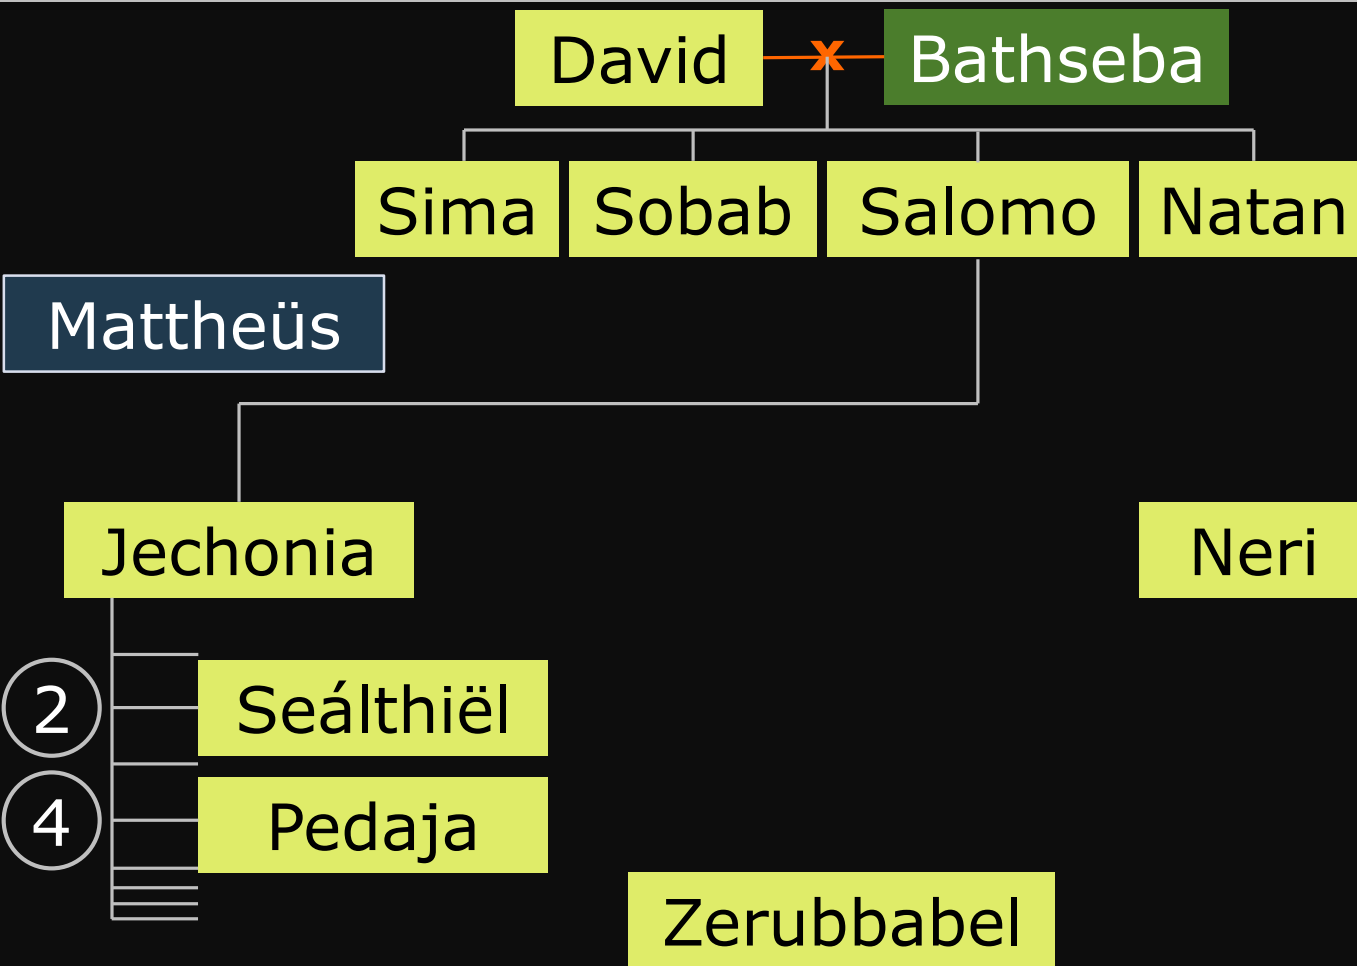 David x Bathseba
Sima Sobab Salomo Natan
Mattheüs
Jechonia Neri
2 Seálthiël
4 Pedaja
Zerubbabel